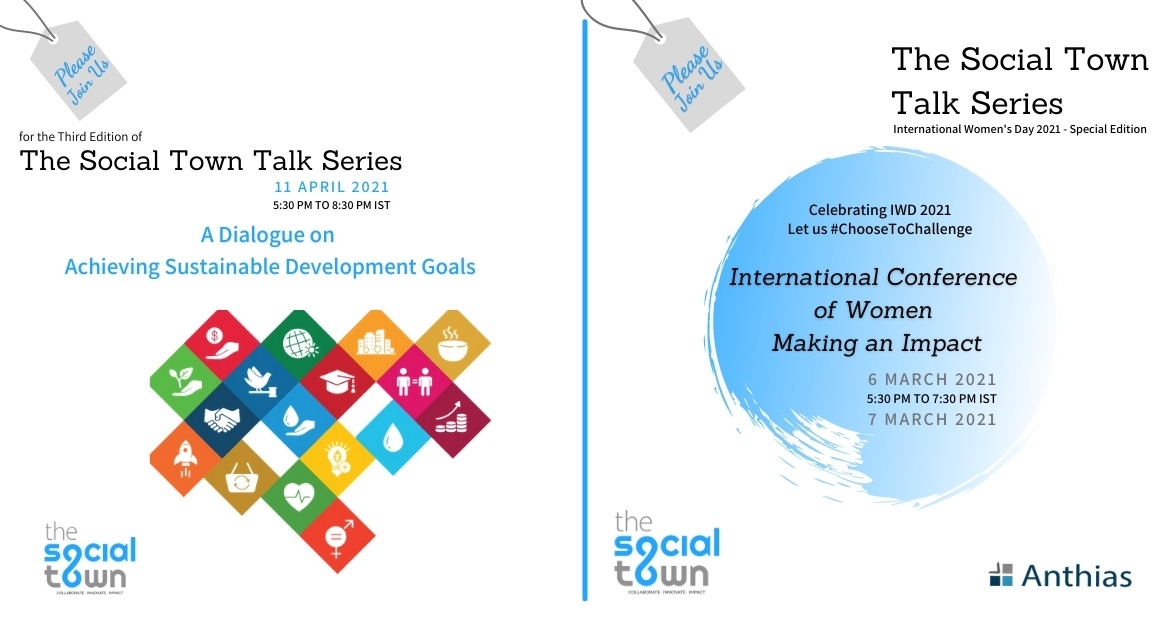 Please
Join Us
for the Third Edition of
The Social Town Talk Series
11 APRIL 2021
5:30 PM TO 8:30 PM IST
A Dialogue on
Achieving Sustainable Development Goals
$
the
social
town
COLLABORATE . INNOVATE . IMPACT
Please
Join Us
The Social Town
Talk Series
International Women's Day 2021 - Special Edition
Celebrating IWD 2021
Let us #ChooseToChallenge
International Conference
of Women
Making an Impact
6 MARCH 2021
5:30 PM TO 7:30 PM IST
7 MARCH 2021
the
social
town
COLLABORATE . INNOVATE . IMPACT
Anthias